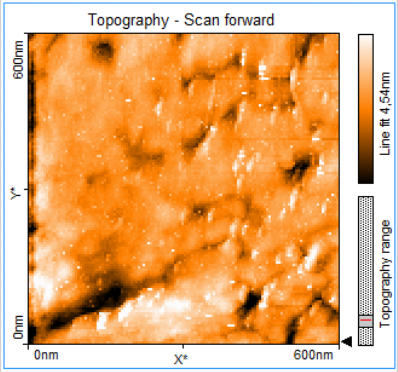 Topography - Scan forward
600nm
Y*
0nm
0nm
X*
600nm
Line fit 4,54nm
Topography range